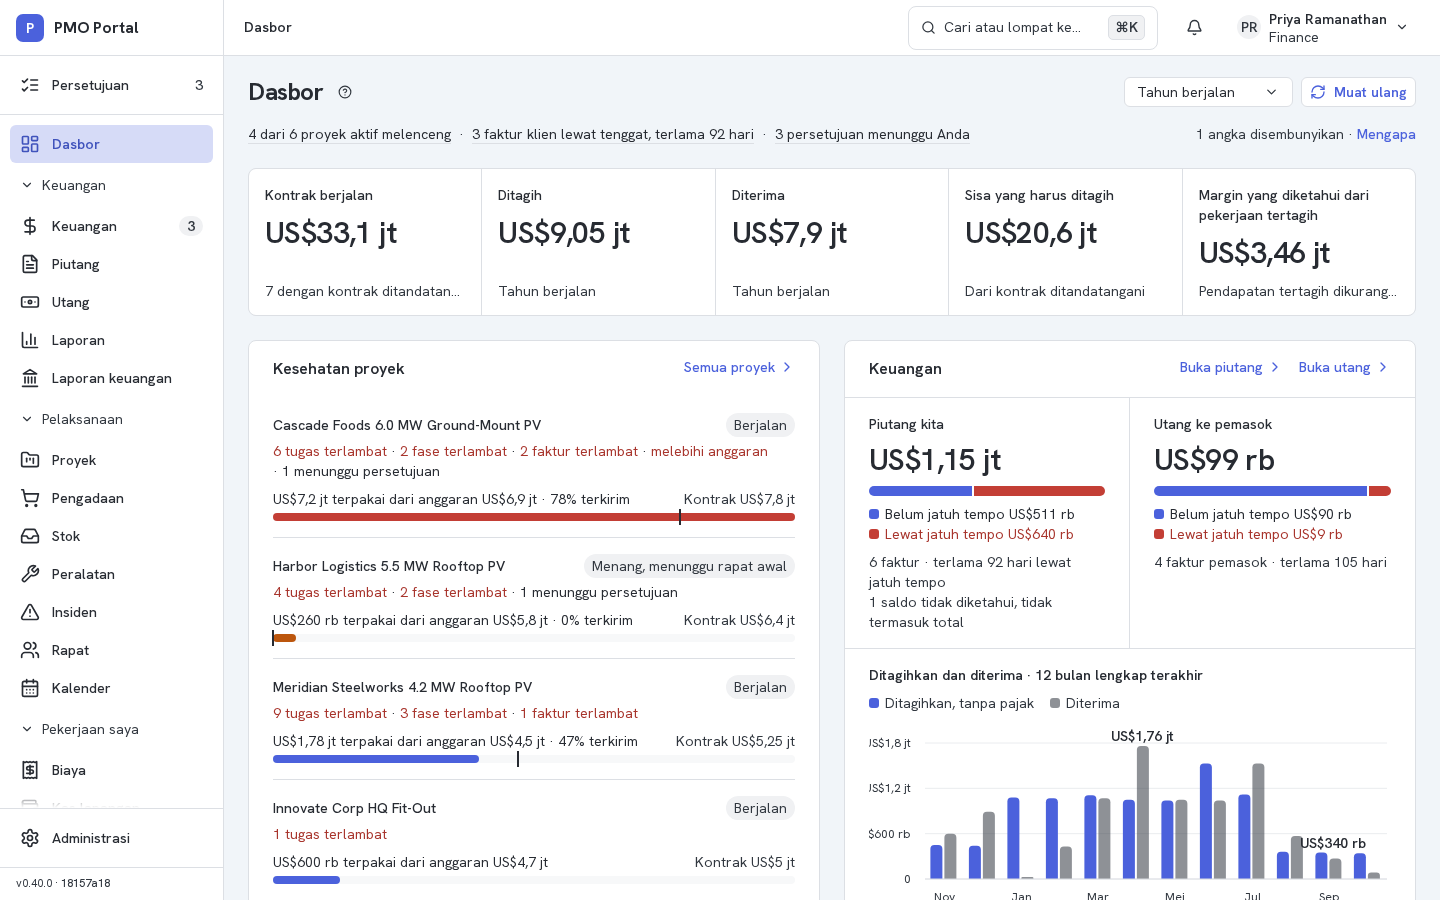 P PMO Portal
Dasbor
Cari atau lompat ke... ⌘K
PR Priya Ramanathan
Finance
Persetujuan 3
Dasbor
Keuangan
Keuangan 3
Piutang
Utang
Laporan
Laporan keuangan
Pelaksanaan
Proyek
Pengadaan
Stok
Peralatan
Insiden
Rapat
Kalender
Pekerjaan saya
Biaya
Administrasi
v0.40.0 · 18157a18
Dasbor
Tahun berjalan
Muat ulang
4 dari 6 proyek aktif melenceng · 3 faktur klien lewat tenggat, terlama 92 hari · 3 persetujuan menunggu Anda
1 angka disembunyikan · Mengapa
Kontrak berjalan
US$33,1 jt
7 dengan kontrak ditandatan...
Ditagih
US$9,05 jt
Tahun berjalan
Diterima
US$7,9 jt
Tahun berjalan
Sisa yang harus ditagih
US$20,6 jt
Dari kontrak ditandatangani
Margin yang diketahui dari
pekerjaan tertagih
US$3,46 jt
Pendapatan tertagih dikurang...
Kesehatan proyek
Semua proyek
Cascade Foods 6.0 MW Ground-Mount PV
Berjalan
6 tugas terlambat · 2 fase terlambat · 2 faktur terlambat · melebihi anggaran
· 1 menunggu persetujuan
US$7,2 jt terpakai dari anggaran US$6,9 jt · 78% terkirim
Kontrak US$7,8 jt
Harbor Logistics 5.5 MW Rooftop PV
Menang, menunggu rapat awal
4 tugas terlambat · 2 fase terlambat · 1 menunggu persetujuan
US$260 rb terpakai dari anggaran US$5,8 jt · 0% terkirim
Kontrak US$6,4 jt
Meridian Steelworks 4.2 MW Rooftop PV
Berjalan
9 tugas terlambat · 3 fase terlambat · 1 faktur terlambat
US$1,78 jt terpakai dari anggaran US$4,5 jt · 47% terkirim
Kontrak US$5,25 jt
Innovate Corp HQ Fit-Out
Berjalan
1 tugas terlambat
US$600 rb terpakai dari anggaran US$4,7 jt
Kontrak US$5 jt
Keuangan
Buka piutang
Buka utang
Piutang kita
US$1,15 jt
Belum jatuh tempo US$511 rb
Lewat jatuh tempo US$640 rb
6 faktur · terlama 92 hari lewat
jatuh tempo
1 saldo tidak diketahui, tidak
termasuk total
Utang ke pemasok
US$99 rb
Belum jatuh tempo US$90 rb
Lewat jatuh tempo US$9 rb
4 faktur pemasok · terlama 105 hari
Ditagihkan dan diterima · 12 bulan lengkap terakhir
Ditagihkan, tanpa pajak
Diterima
JS$1,8 jt
JS$1,2 jt
$600 rb
0
US$1,76 jt
US$340 rb
Nov Jan Mar Mei Jul Sep